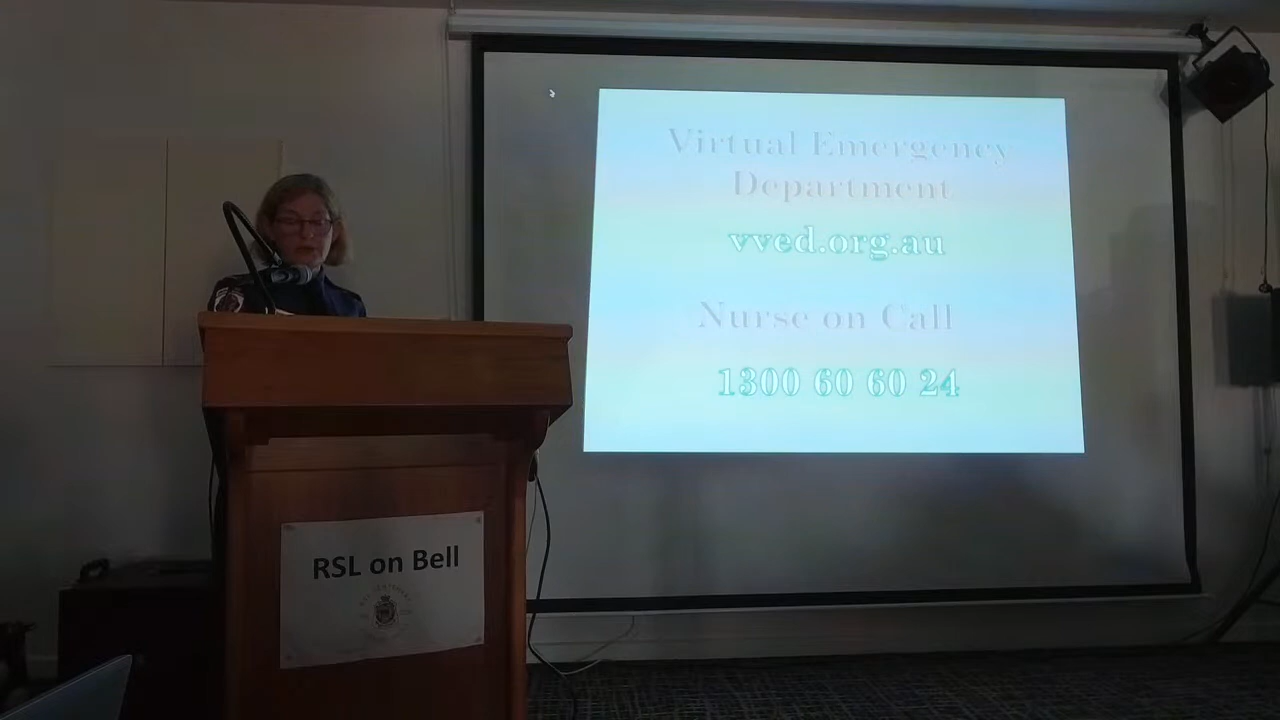 Virtual Emergency
Department
vved.org.au
Nurse on Call
1300 60 60 24
RSL on Bell